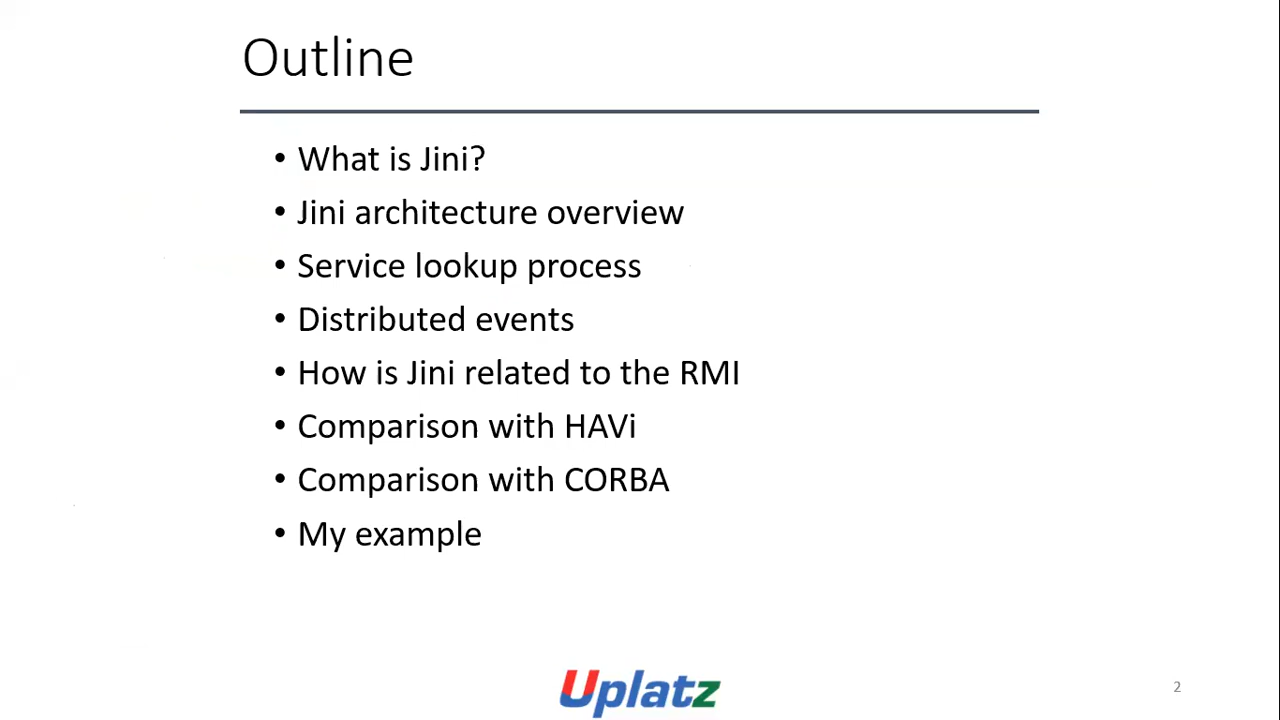 Outline
• What is Jini?
• Jini architecture overview
• Service lookup process
• Distributed events
• How is Jini related to the RMI
• Comparison with HAVi
• Comparison with CORBA
• My example
Uplatz
2